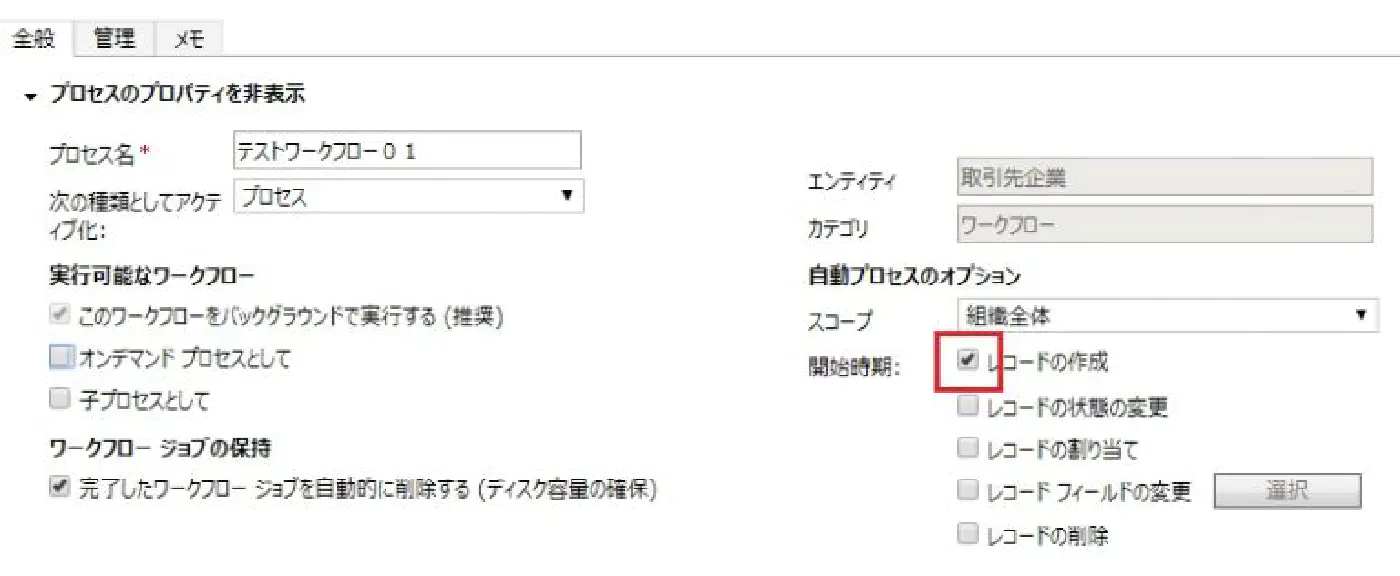 全般 管理 メモ
プロセスのプロパティを非表示
プロセス名*
テストワークフロー０１
次の種類としてアクテ
ィブ化:
プロセス
実行可能なワークフロー
このワークフローをバックグラウンドで実行する (推奨)
オンデマンド プロセスとして
子プロセスとして
ワークフロー ジョブの保持
完了したワークフロー ジョブを自動的に削除する (ディスク容量の確保)
エンティティ 取引先企業
カテゴリ ワークフロー
自動プロセスのオプション
スコープ 組織全体
開始時期: レコードの作成
レコードの状態の変更
レコードの割り当て
レコード フィールドの変更 選択
レコードの削除